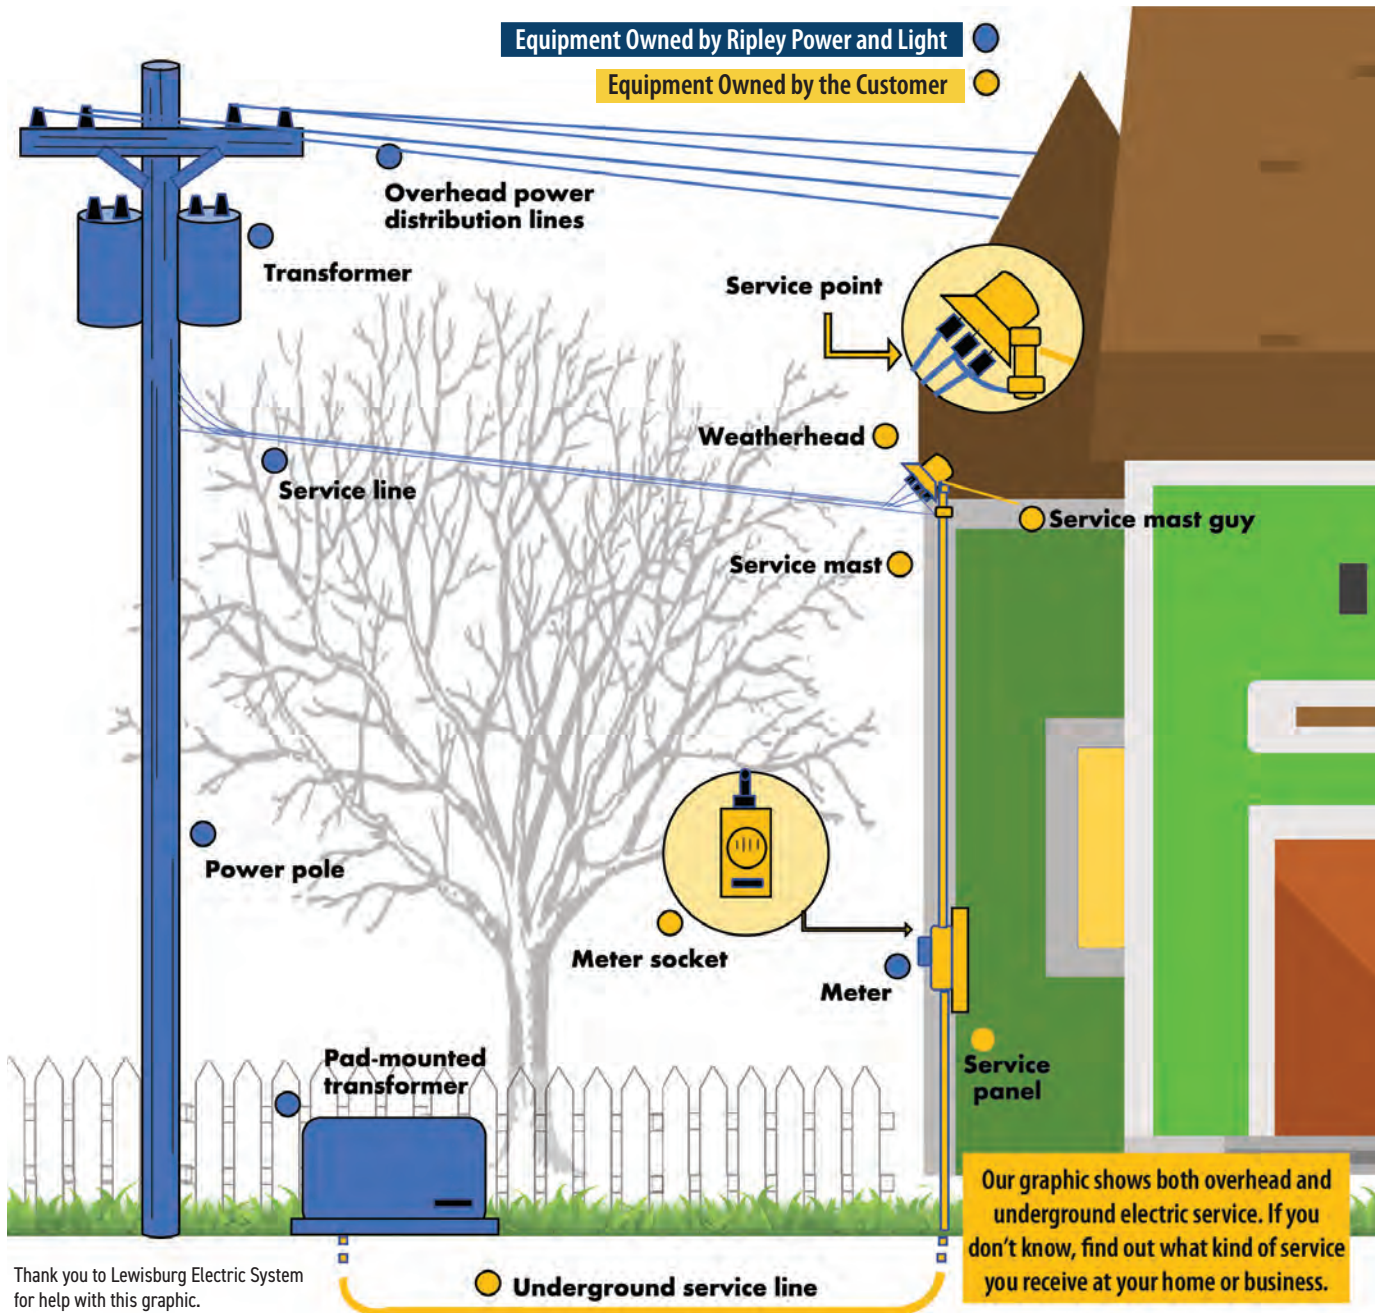 Equipment Owned by Ripley Power and Light
Equipment Owned by the Customer
Overhead power
distribution lines
Transformer
Service point
Weatherhead
Service line
Service mast guy
Service mast
Power pole
Meter socket
Meter
Service
panel
Pad-mounted
transformer
Our graphic shows both overhead and
underground electric service. If you
don't know, find out what kind of service
you receive at your home or business.
Thank you to Lewisburg Electric System
for help with this graphic.
Underground service line